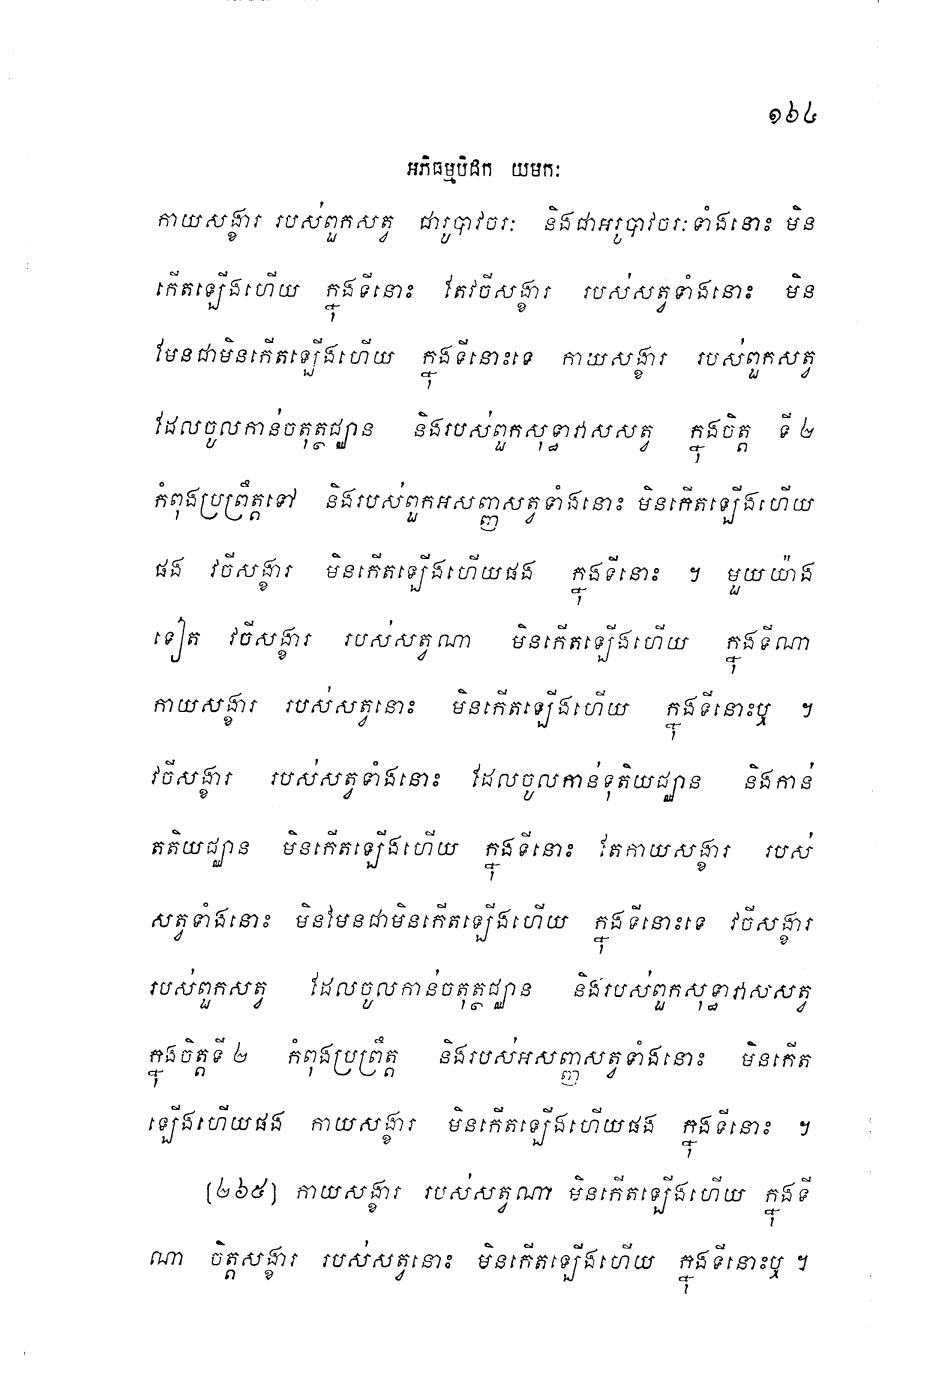 ១៦៤
អភិធម្មបិដក យមកៈ
កាយសង្ខារ របស់ពួកសត្វ ជារូបាវចរៈ និងជាអរូបាវចរៈទាំងនោះ មិន
កើតឡើងហើយ ក្នុងទីនោះ តែវចីសង្ខារ របស់សត្វទាំងនោះ មិន
មែនជាមិនកើតឡើងហើយ ក្នុងទីនោះទេ កាយសង្ខារ របស់ពួកសត្វ
ដែលចូលកាន់ចតុត្ថជ្ឈាន និងរបស់ពួកសុទ្ធាវាសសត្វ ក្នុងចិត្ត ទី ២
កំពុងប្រព្រឹត្តទៅ និងរបស់ពួកអសញ្ញសត្វទាំងនោះ មិនកើតឡើងហើយ
ផង វចីសង្ខារ មិនកើតឡើងហើយផង ក្នុងទីនោះ ។ មួយយ៉ាង
ទៀត វចីសង្ខារ របស់សត្វណា មិនកើតឡើងហើយ ក្នុងទីណា
កាយសង្ខារ របស់សត្វនោះ មិនកើតឡើងហើយ ក្នុងទីនោះឬ ។
វចីសង្ខារ របស់សត្វទាំងនោះ ដែលចូលកាន់ទុតិយជ្ឈាន និងកាន់
តតិយជ្ឈាន មិនកើតឡើងហើយ ក្នុងទីនោះ តែកាយសង្ខារ របស់
សត្វទាំងនោះ មិនមែនជាមិនកើតឡើងហើយ ក្នុងទីនោះទេ វចីសង្ខារ
របស់ពួកសត្វ ដែលចូលកាន់ចតុត្ថជ្ឈាន និងរបស់ពួកសុទ្ធាវាសសត្វ
ក្នុងចិត្តទី ២ កំពុងប្រព្រឹត្ត និងរបស់អសញ្ញសត្វទាំងនោះ មិនកើត
ឡើងហើយផង កាយសង្ខារ មិនកើតឡើងហើយផង ក្នុងទីនោះ ។
(២៦៥) កាយសង្ខារ របស់សត្វណា មិនកើតឡើងហើយ ក្នុងទី
ណា ចិត្តសង្ខារ របស់សត្វនោះ មិនកើតឡើងហើយ ក្នុងទីនោះឬ ។